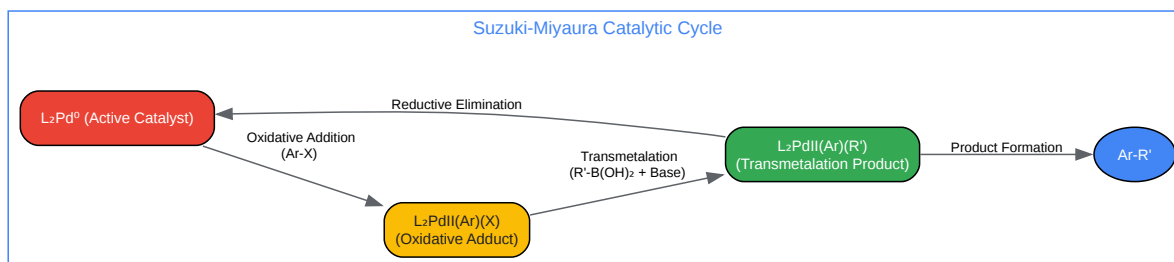 Suzuki-Miyaura Catalytic Cycle
L₂Pd⁰ (Active Catalyst)
Reductive Elimination
Oxidative Addition
(Ar-X)
L₂PdII(Ar)(X)
(Oxidative Adduct)
Transmetalation
(R'-B(OH)₂ + Base)
L₂PdII(Ar)(R')
(Transmetalation Product)
Product Formation
Ar-R'